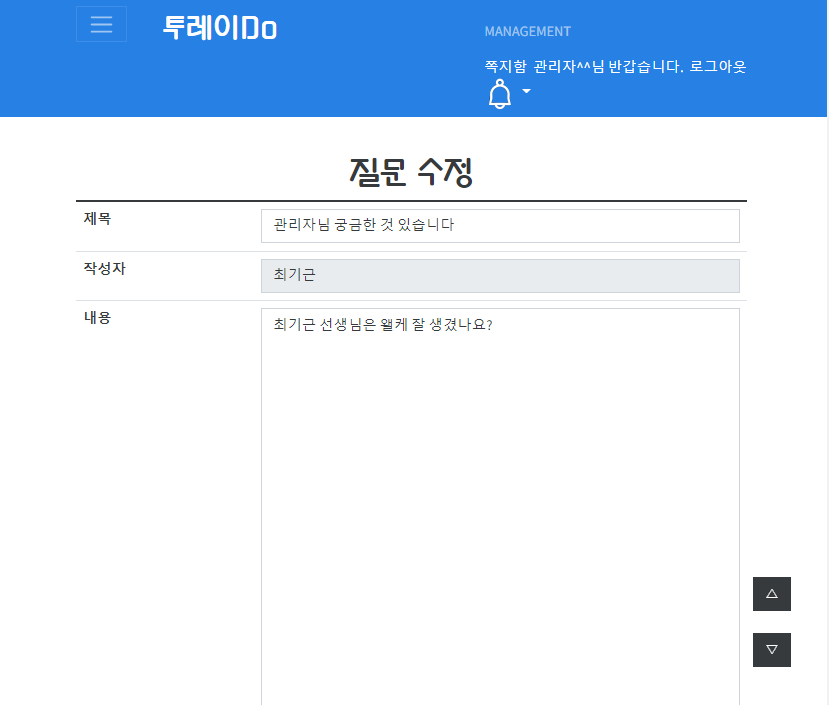 투레이Do
MANAGEMENT
쪽지함 관리자^^님 반갑습니다. 로그아웃
질문 수정
제목
관리자님 궁금한 것 있습니다
작성자
최기근
내용
최기근 선생님은 왤케 잘 생겼나요?
△
▽